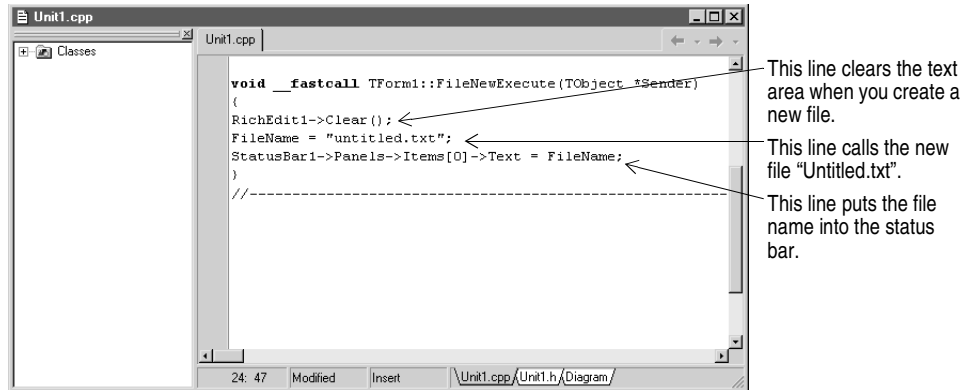 Unit1.cpp
Classes
Unit1.cpp
void __fastcall TForm1::FileNewExecute(TObject *Sender)
{
RichEdit1->Clear();
FileName = "untitled.txt";
StatusBar1->Panels->Items[0]->Text = FileName;
}
//--------------------------------------------------------
This line clears the text
area when you create a
new file.
This line calls the new
file “Untitled.txt”.
This line puts the file
name into the status
bar.
24: 47 Modified Insert Unit1.cpp Unit1.h Diagram